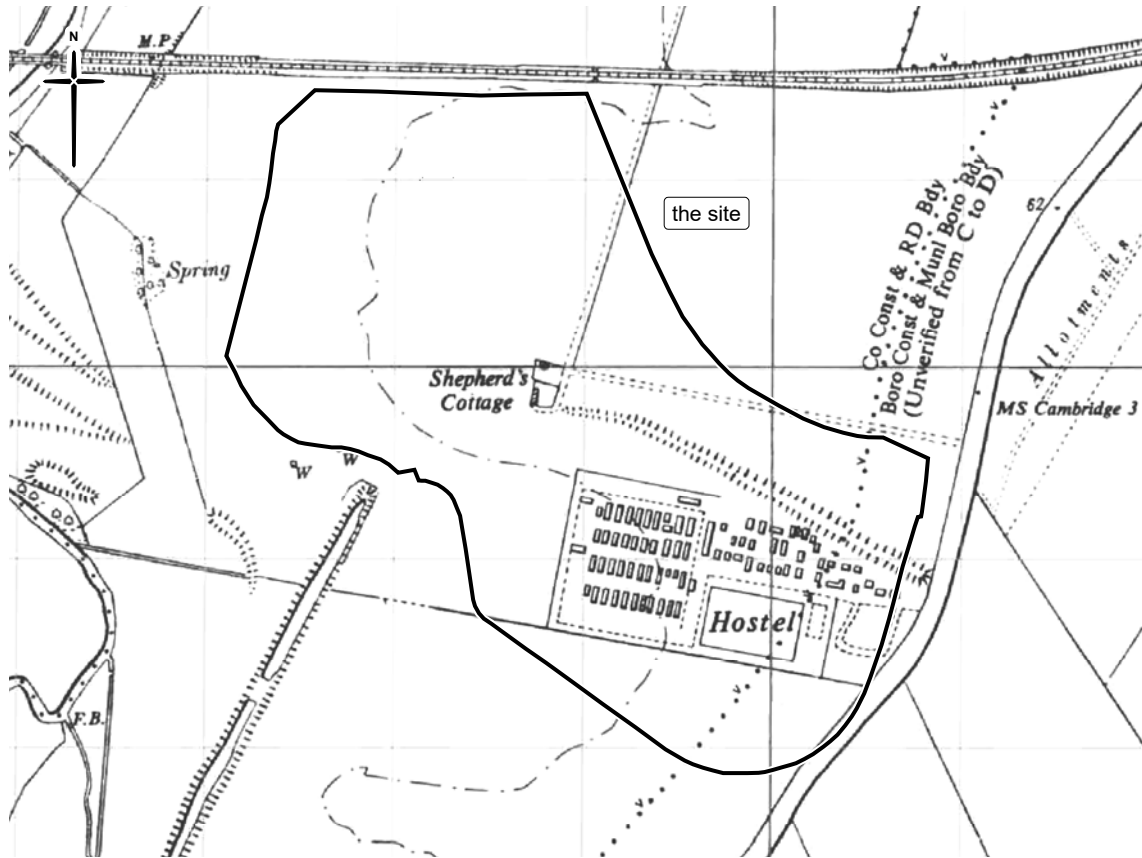 N
M.P
the site
Co Const & RD Bdy
Boro Const & Munl Boro Bdy
(Unverified from C to D)
62
Allotments
Spring
Shepherd's
Cottage
MS Cambridge 3
W
W
Hostel
F.B.
v
v
v
v
v
v
v